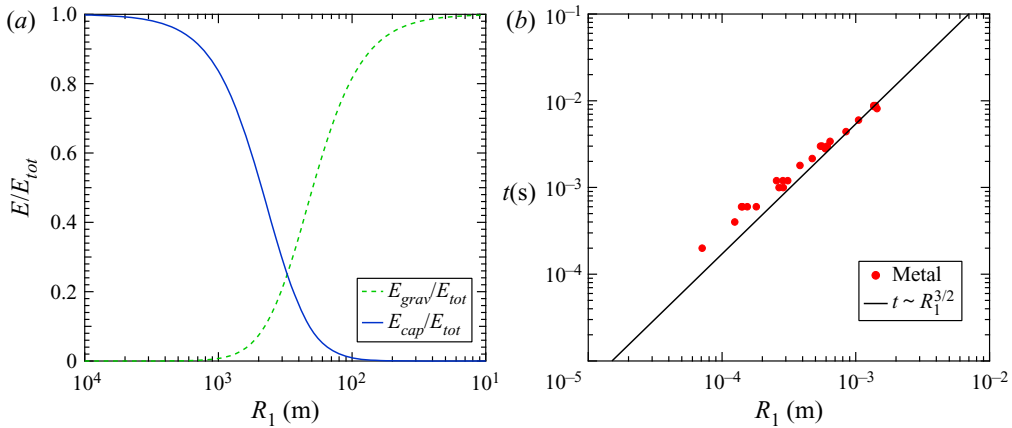 (a)
1.0
0.8
0.6
0.4
0.2
0
E/E_tot
E_grav/E_tot
E_cap/E_tot
10^4 10^3 10^2 10^1
R_1 (m)
(b)
10^−1
10^−2
10^−3
10^−4
10^−5
t(s)
Metal
t ~ R_1^3/2
10^−4 10^−3 10^−2
R_1 (m)